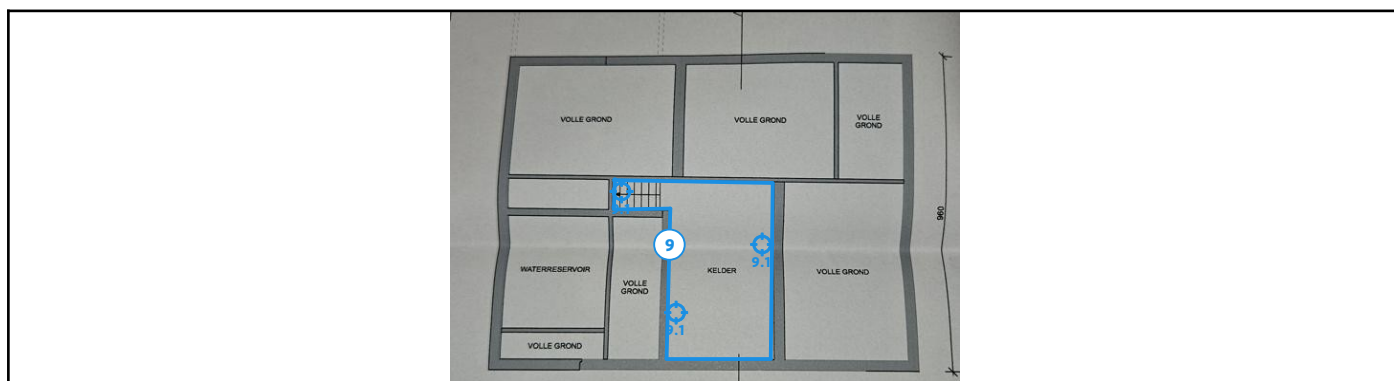 VOLLE GROND
VOLLE GROND
VOLLE
GROND
960
9
9.1
WATERRESERVOIR
KELDER
VOLLE GROND
VOLLE
GROND
9.1
VOLLE GROND